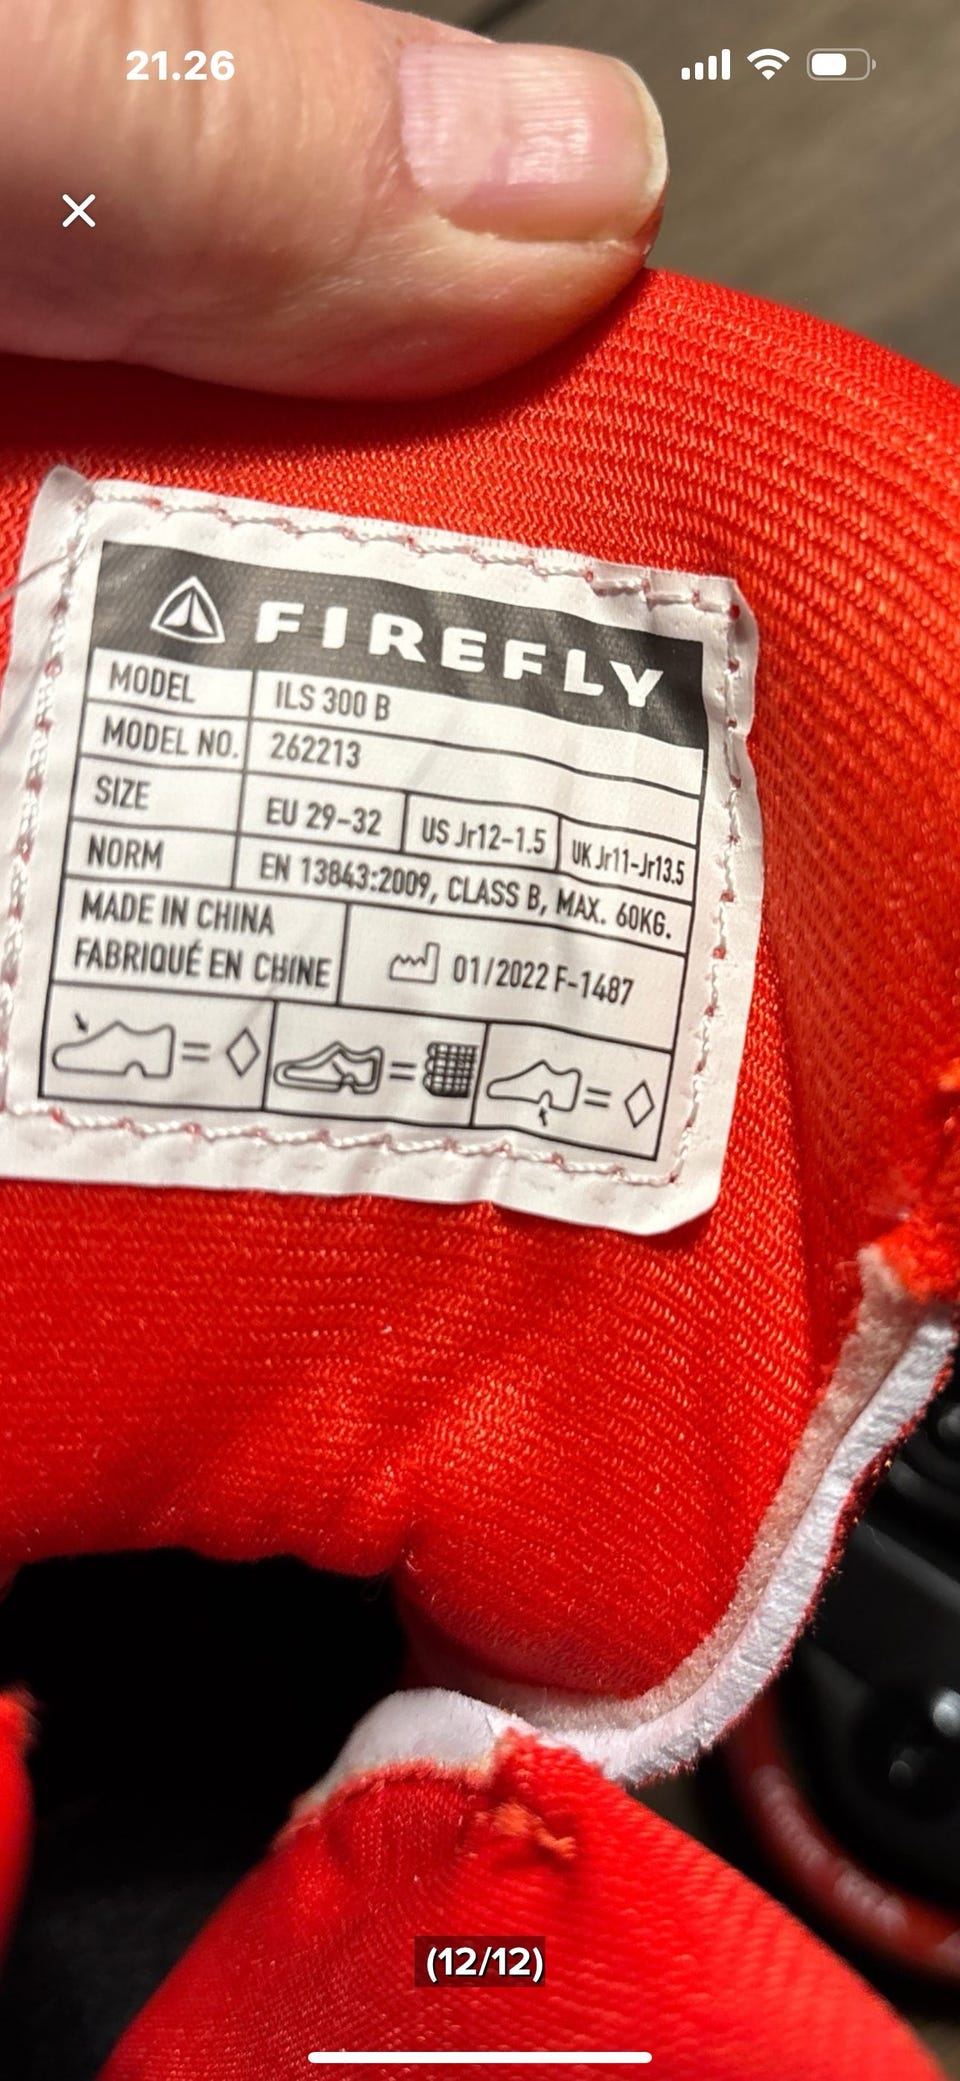 21.26
FIREFLY
MODEL ILS 300 B
MODEL NO. 262213
SIZE EU 29-32 US Jr12-1.5 UK Jr11-Jr13.5
NORM EN 13843:2009, CLASS B, MAX. 60KG.
MADE IN CHINA
FABRIQUÉ EN CHINE
01/2022 F-1487
(12/12)